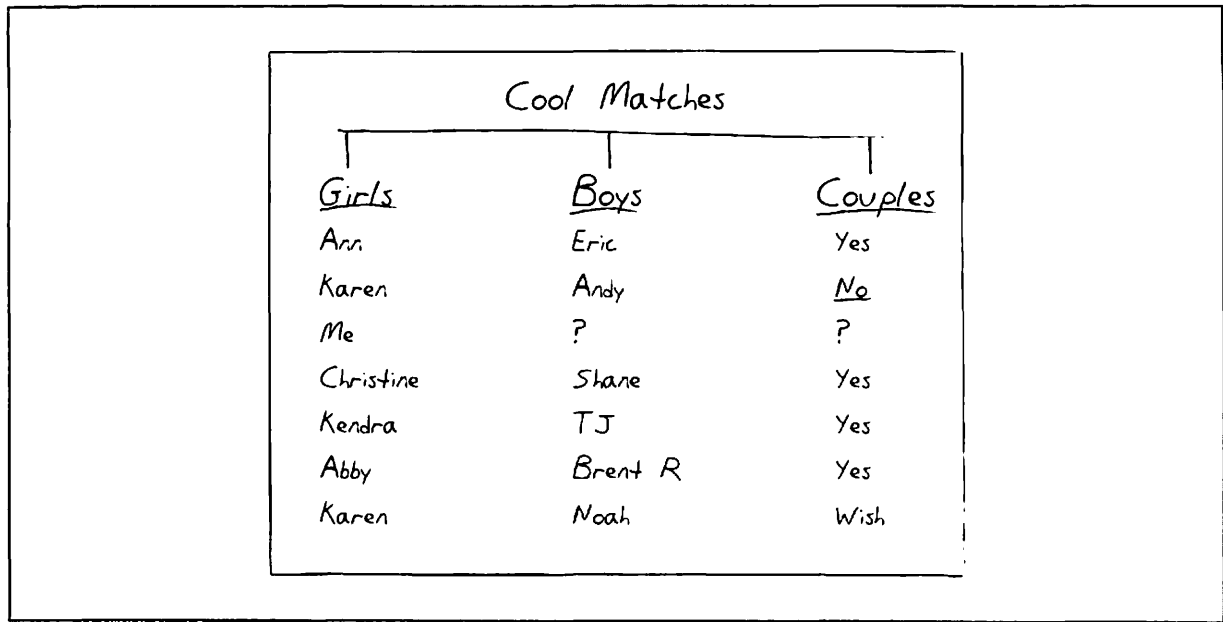 Cool Matches
Girls Boys Couples
Ann Eric Yes
Karen Andy No
Me ? ?
Christine Shane Yes
Kendra TJ Yes
Abby Brent R Yes
Karen Noah Wish